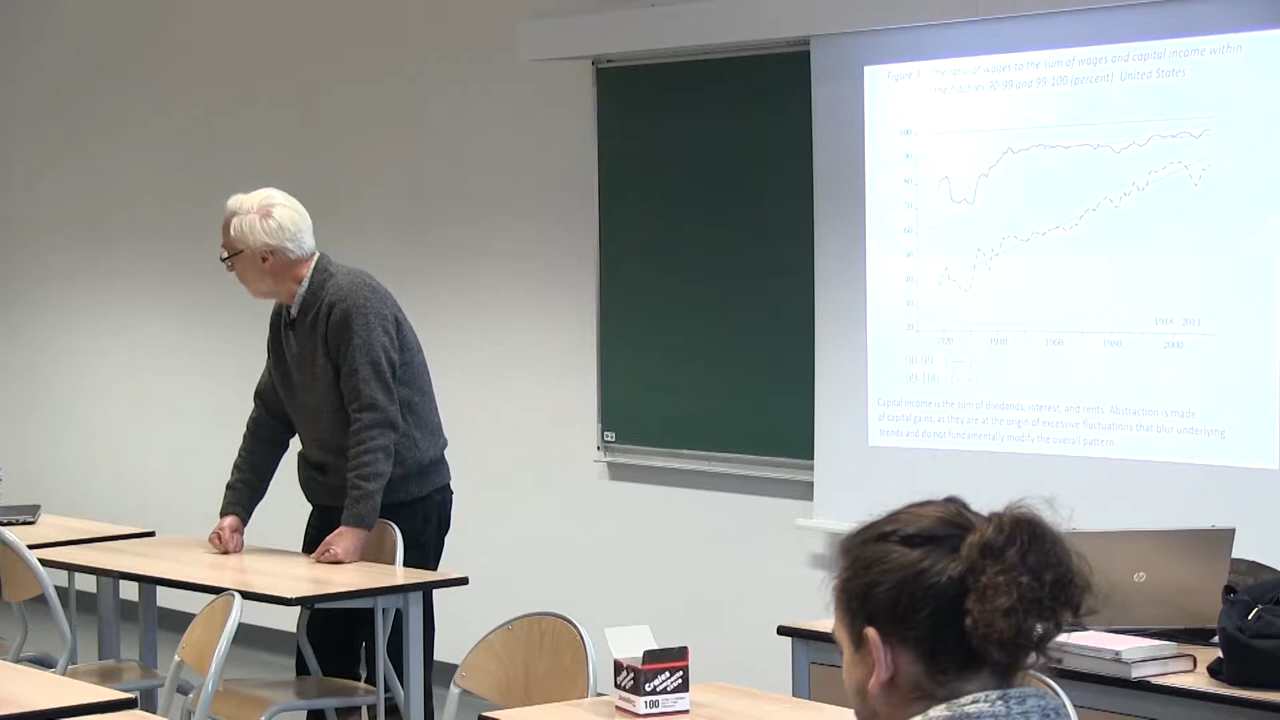 Figure 3 The ratio of wages to the sum of wages and capital income within
the fractiles 90-99 and 99-100 (percent): United States
100
90
80
70
60
50
40
30
20
1918 2011
1920 1940 1960 1980 2000
90-99
99-100
Capital income is the sum of dividends, interest, and rents. Abstraction is made
of capital gains, as they are at the origin of excessive fluctuations that blur underlying
trends and do not fundamentally modify the overall pattern.
hp
Craies
100